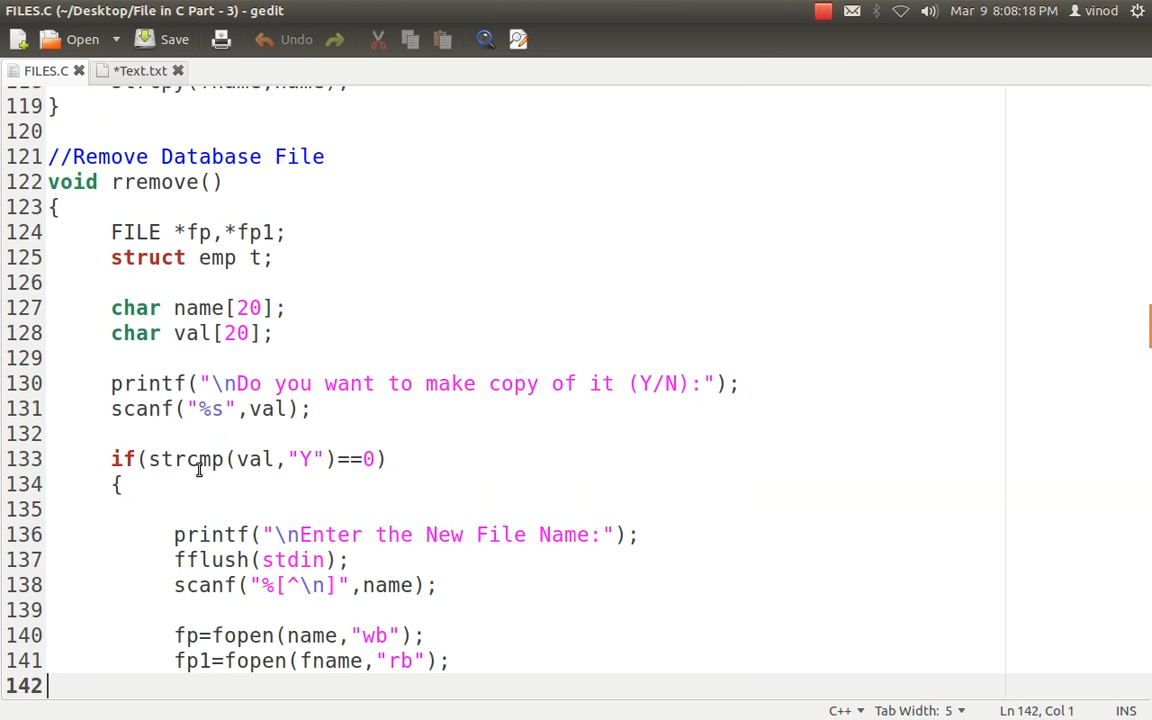 FILES.C (~/Desktop/File in C Part - 3) - gedit
Mar 9 8:08:18 PM vinod
Open Save Undo
FILES.C *Text.txt
119 }
120
121 //Remove Database File
122 void rremove()
123 {
124 FILE *fp,*fp1;
125 struct emp t;
126
127 char name[20];
128 char val[20];
129
130 printf("\nDo you want to make copy of it (Y/N):");
131 scanf("%s",val);
132
133 if(strcmp(val,"Y")==0)
134 {
135
136 printf("\nEnter the New File Name:");
137 fflush(stdin);
138 scanf("%[^\n]",name);
139
140 fp=fopen(name,"wb");
141 fp1=fopen(fname,"rb");
142
C++ Tab Width: 5 Ln 142, Col 1 INS